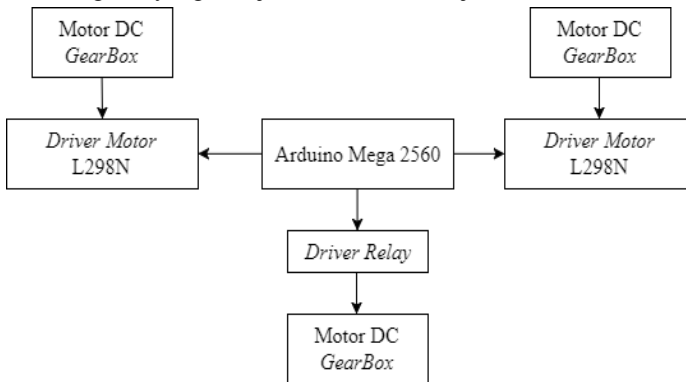 Motor DC
GearBox
Motor DC
GearBox
Driver Motor
L298N
Arduino Mega 2560
Driver Motor
L298N
Driver Relay
Motor DC
GearBox